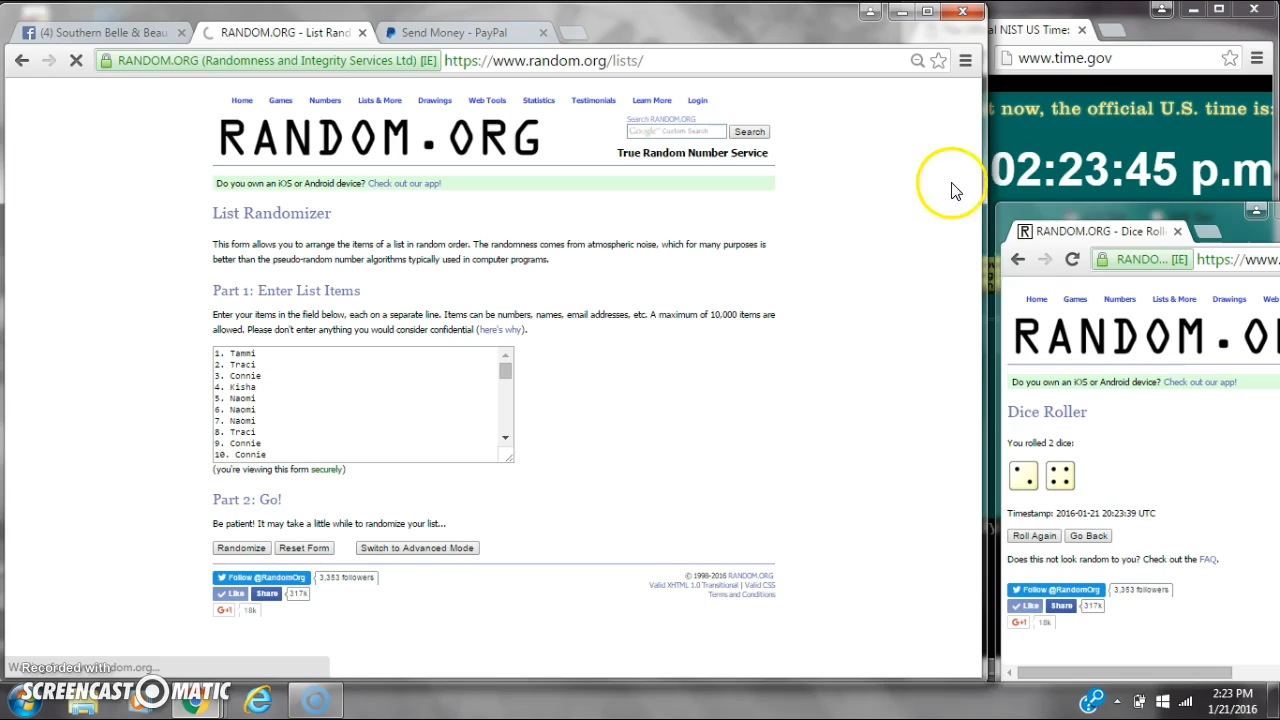 (4) Southern Belle & Beau
RANDOM.ORG - List Ran
Send Money - PayPal
NIST US Time:
RANDOM.ORG (Randomness and Integrity Services Ltd) [IE] https://www.random.org/lists/
www.time.gov
Home Games Numbers Lists & More Drawings Web Tools Statistics Testimonials Learn More Login
t now, the official U.S. time is:
02:23:45 p.m
RANDOM.ORG
Search RANDOM.ORG
Google Custom Search Search
True Random Number Service
Do you own an iOS or Android device? Check out our app!
List Randomizer
This form allows you to arrange the items of a list in random order. The randomness comes from atmospheric noise, which for many purposes is
better than the pseudo-random number algorithms typically used in computer programs.
Part 1: Enter List Items
Enter your items in the field below, each on a separate line. Items can be numbers, names, email addresses, etc. A maximum of 10,000 items are
allowed. Please don't enter anything you would consider confidential (here's why).
1. Tammi
2. Traci
3. Connie
4. Kisha
5. Naomi
6. Naomi
7. Naomi
8. Traci
9. Connie
10. Connie
(you're viewing this form securely)
Part 2: Go!
Be patient! It may take a little while to randomize your list...
Randomize Reset Form Switch to Advanced Mode
Follow @RandomOrg 3,353 followers
Like Share 317k
G+1 18k
© 1998-2016 RANDOM.ORG
Valid XHTML 1.0 Transitional | Valid CSS
Terms and Conditions
RANDOM.ORG - Dice Roll
RANDO... [IE] https://www.
Home Games Numbers Lists & More Drawings Web
RANDOM.O
Do you own an iOS or Android device? Check out our app!
Dice Roller
You rolled 2 dice:
Timestamp: 2016-01-21 20:23:39 UTC
Roll Again Go Back
Does this not look random to you? Check out the FAQ.
Follow @RandomOrg 3,353 followers
Like Share 317k
G+1 18k
Recorded with
SCREENCAST MATIC
2:23 PM
1/21/2016